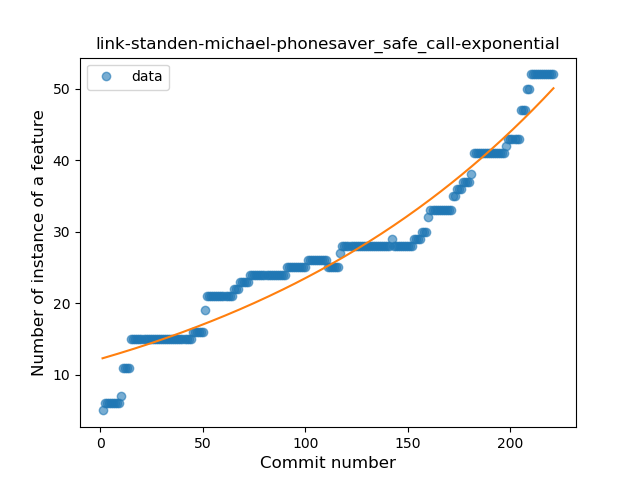 link-standen-michael-phonesaver_safe_call-exponential
data
Number of instance of a feature
50
40
30
20
10
0
50
100
150
200
Commit number